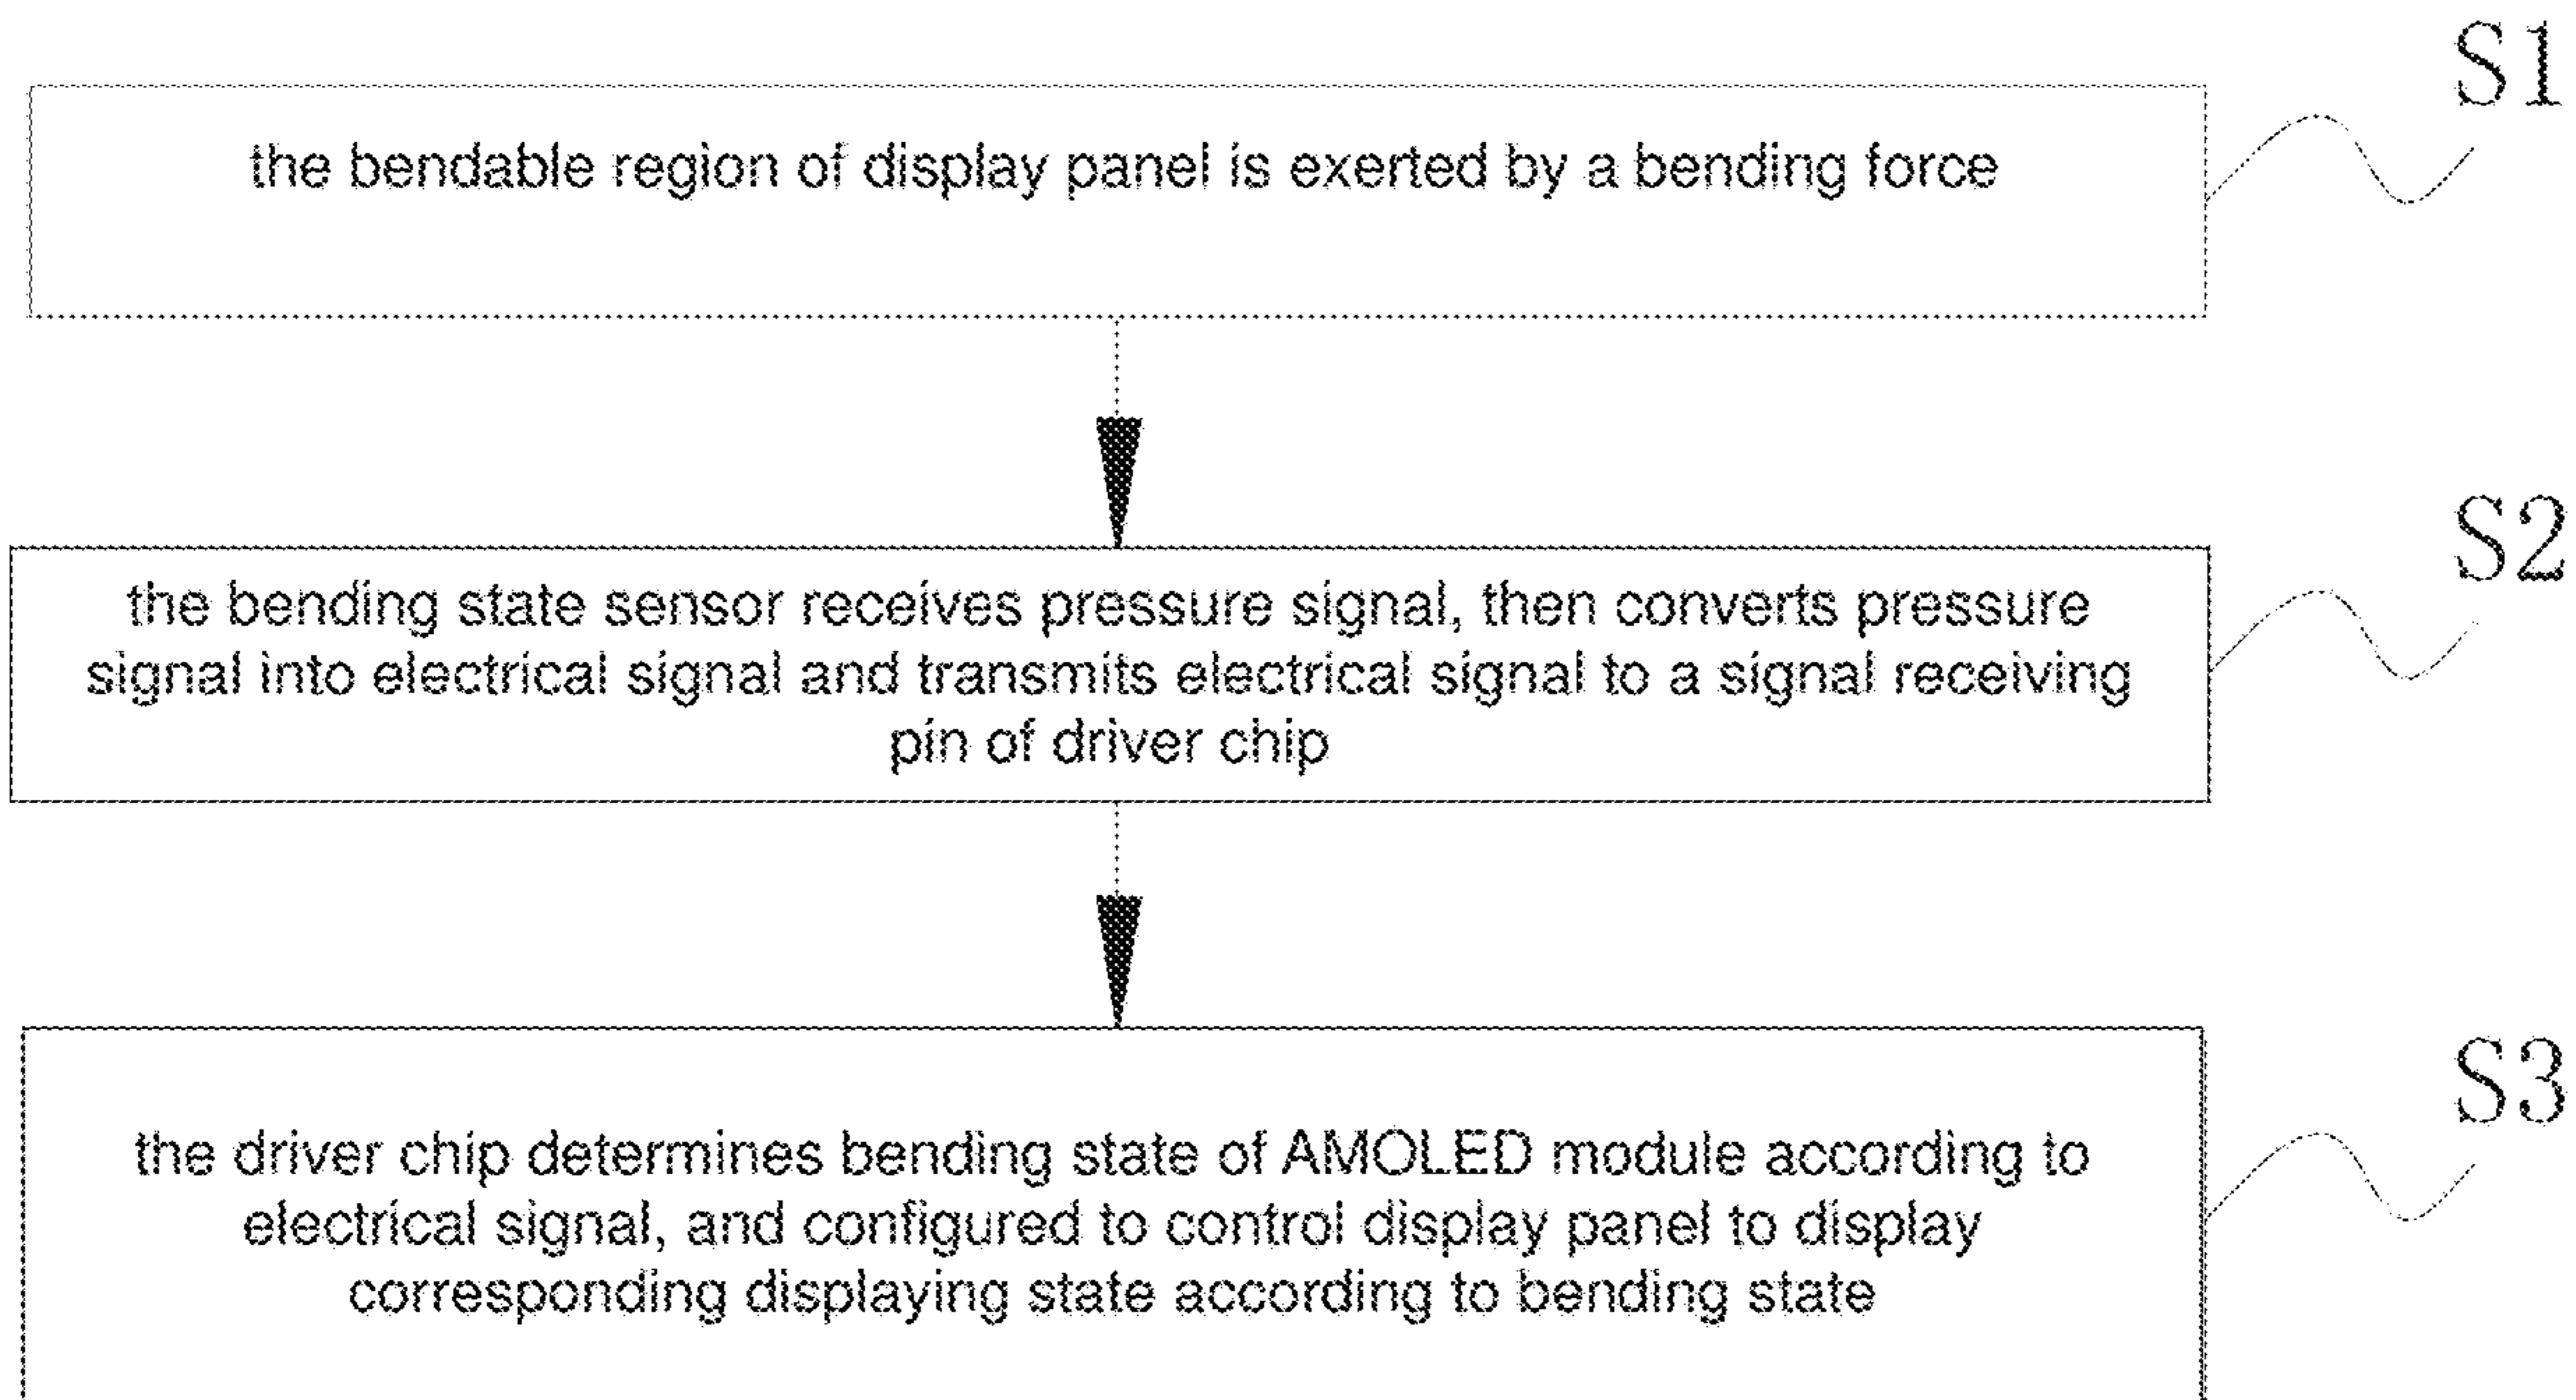 S1
the bendable region of display panel is exerted by a bending force
S2
the bending state sensor receives pressure signal, then converts pressure
signal into electrical signal and transmits electrical signal to a signal receiving
pin of driver chip
S3
the driver chip determines bending state of AMOLED module according to
electrical signal, and configured to control display panel to display
corresponding displaying state according to bending state